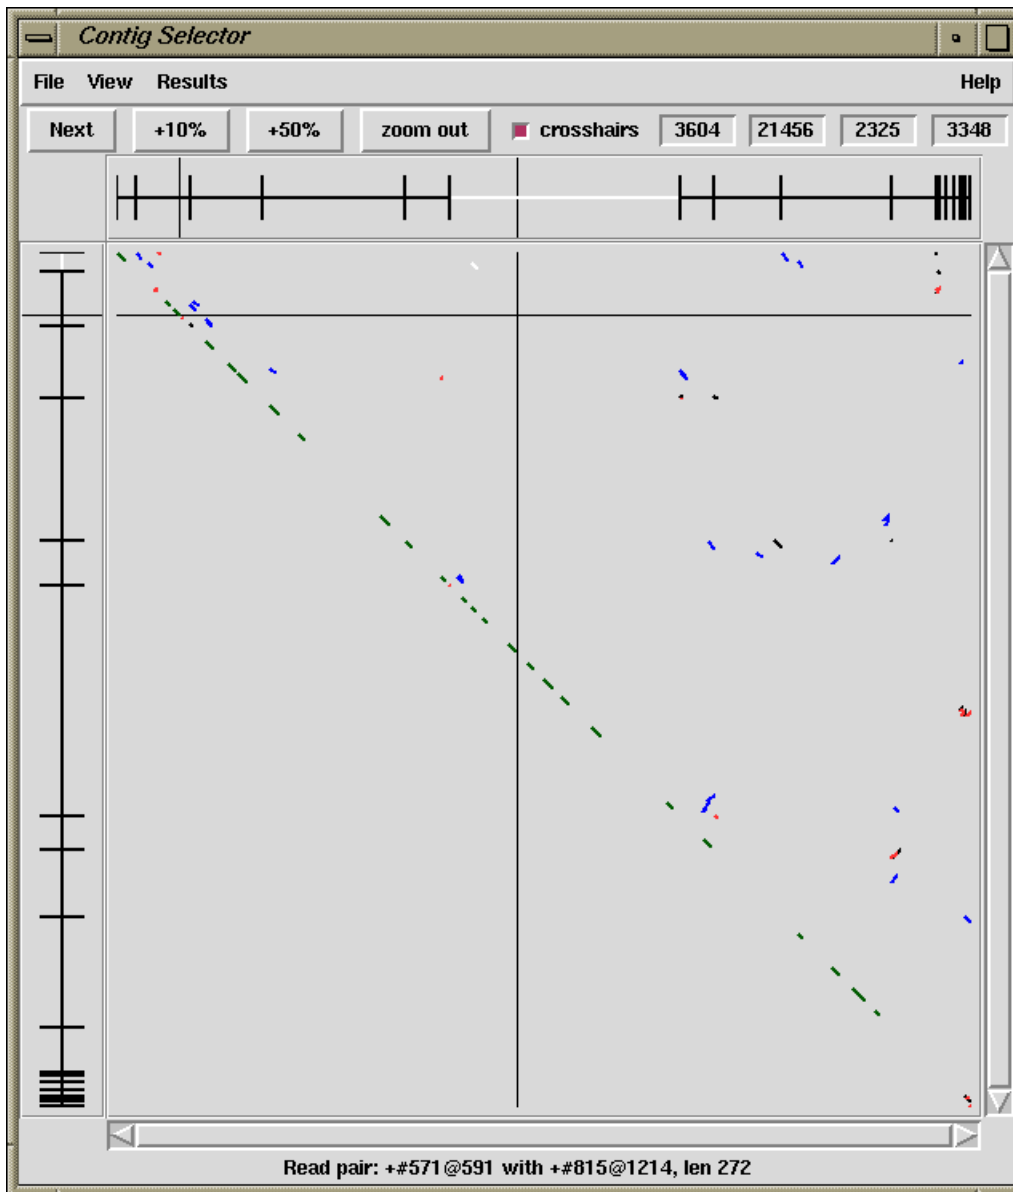 Contig Selector
File View Results Help
Next +10% +50% zoom out crosshairs 3604 21456 2325 3348
Read pair: +#571@591 with +#815@1214, len 272